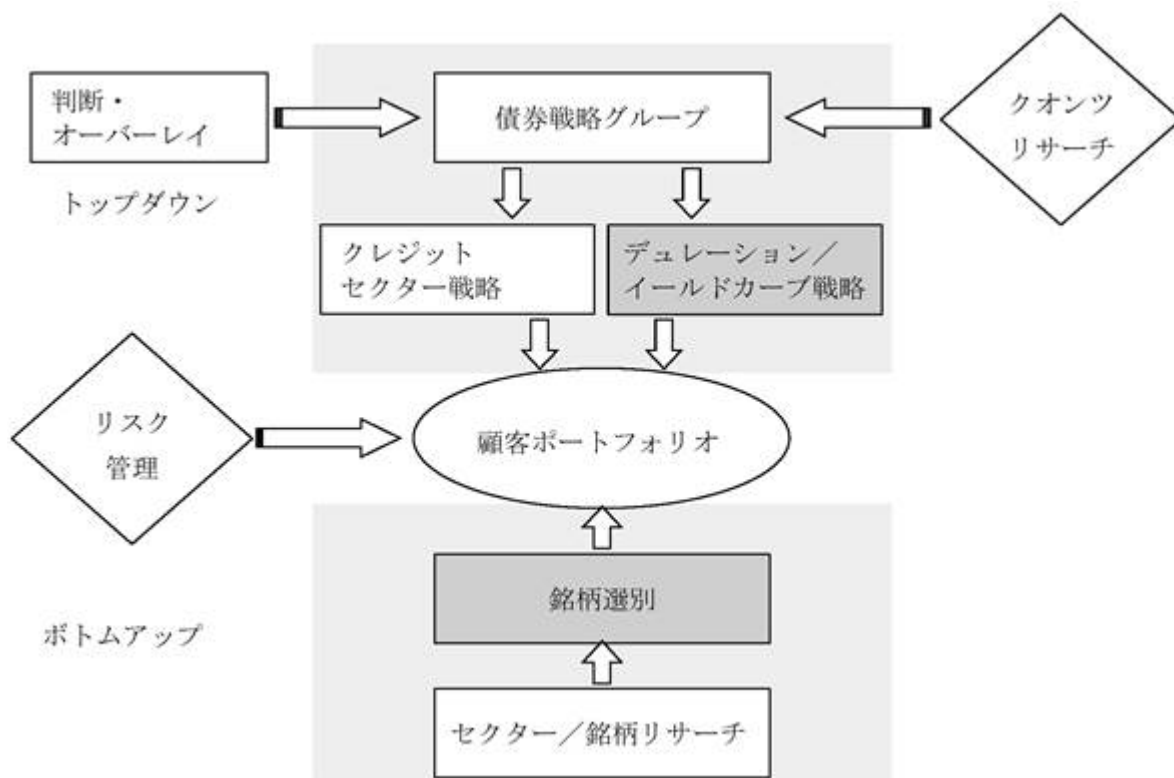 判断・
オーバーレイ
債券戦略グループ
クオンツ
リサーチ
トップダウン
クレジット
セクター戦略
デュレーション／
イールドカーブ戦略
リスク
管理
顧客ポートフォリオ
銘柄選別
ボトムアップ
セクター／銘柄リサーチ